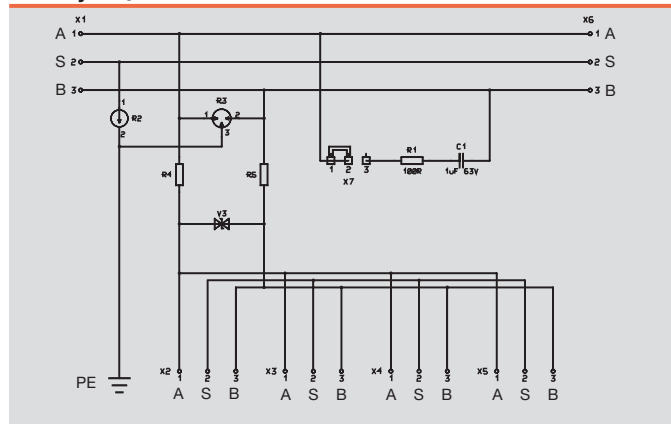 X1 X6
A 1 1 A
S 2 2 S
B 3 3 B
1 R2 2
R3 1 2 3
R4 R5
V3
1 2 3 X7
R1 100R
C1 1uF 63V
PE
X2 1 2 3 X3 1 2 3 X4 1 2 3 X5 1 2 3
A S B A S B A S B A S B